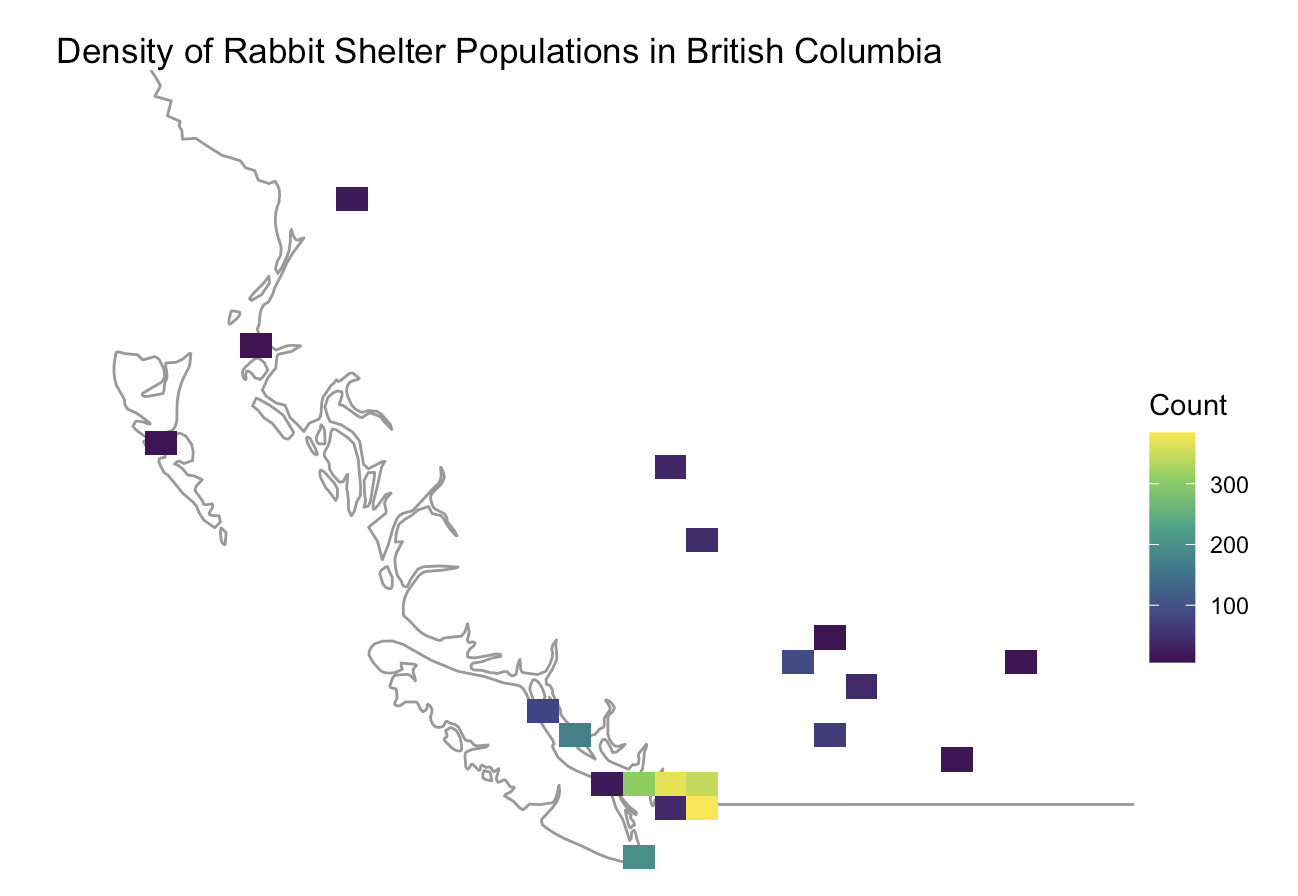 Density of Rabbit Shelter Populations in British Columbia
Count
300
200
100